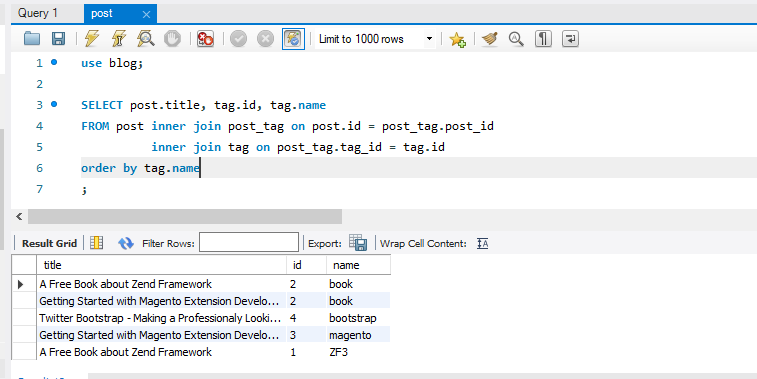 Query 1 post
Limit to 1000 rows
1 use blog;
2
3 SELECT post.title, tag.id, tag.name
4 FROM post inner join post_tag on post.id = post_tag.post_id
5 inner join tag on post_tag.tag_id = tag.id
6 order by tag.name
7 ;
Result Grid Filter Rows: Export: Wrap Cell Content:
title id name
A Free Book about Zend Framework 2 book
Getting Started with Magento Extension Develo... 2 book
Twitter Bootstrap - Making a Professionaly Looki... 4 bootstrap
Getting Started with Magento Extension Develo... 3 magento
A Free Book about Zend Framework 1 ZF3